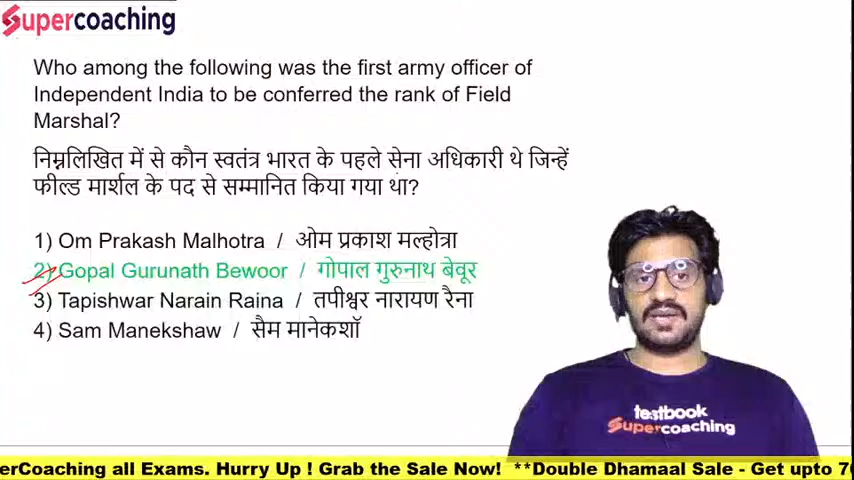 Supercoaching
Who among the following was the first army officer of
Independent India to be conferred the rank of Field
Marshal?
निम्नलिखित में से कौन स्वतंत्र भारत के पहले सेना अधिकारी थे जिन्हें
फील्ड मार्शल के पद से सम्मानित किया गया था?
1) Om Prakash Malhotra / ओम प्रकाश मल्होत्रा
2) Gopal Gurunath Bewoor / गोपाल गुरुनाथ बेवूर
3) Tapishwar Narain Raina / तपीश्वर नारायण रैना
4) Sam Manekshaw / सैम मानेकशॉ
testbook
Supercoaching
erCoaching all Exams. Hurry Up ! Grab the Sale Now! **Double Dhamaal Sale - Get upto 7